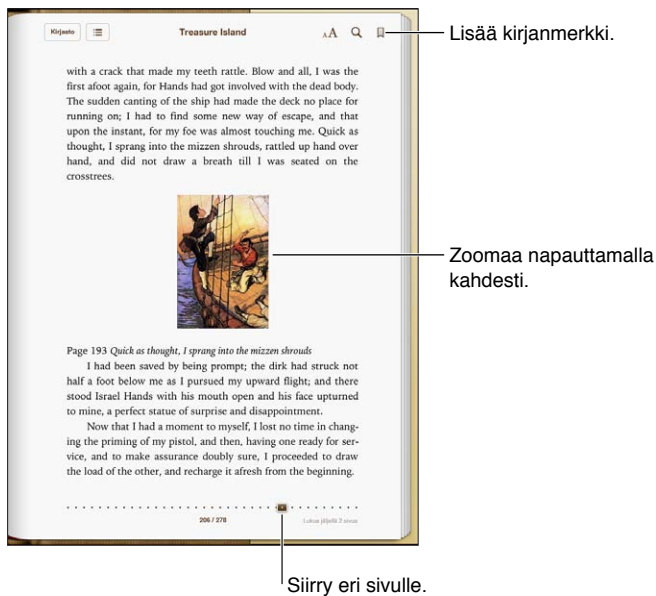 Kirjasto
Treasure Island
AA
Lisää kirjanmerkki.
with a crack that made my teeth rattle. Blow and all, I was the
first afoot again, for Hands had got involved with the dead body.
The sudden canting of the ship had made the deck no place for
running on; I had to find some new way of escape, and that
upon the instant, for my foe was almost touching me. Quick as
thought, I sprang into the mizzen shrouds, rattled up hand over
hand, and did not draw a breath till I was seated on the
crosstrees.
Zoomaa napauttamalla
kahdesti.
Page 193 Quick as thought, I sprang into the mizzen shrouds
I had been saved by being prompt; the dirk had struck not
half a foot below me as I pursued my upward flight; and there
stood Israel Hands with his mouth open and his face upturned
to mine, a perfect statue of surprise and disappointment.
Now that I had a moment to myself, I lost no time in chang-
ing the priming of my pistol, and then, having one ready for ser-
vice, and to make assurance doubly sure, I proceeded to draw
the load of the other, and recharge it afresh from the beginning.
206 / 278
Lukua jäljellä 2 sivua
Siirry eri sivulle.